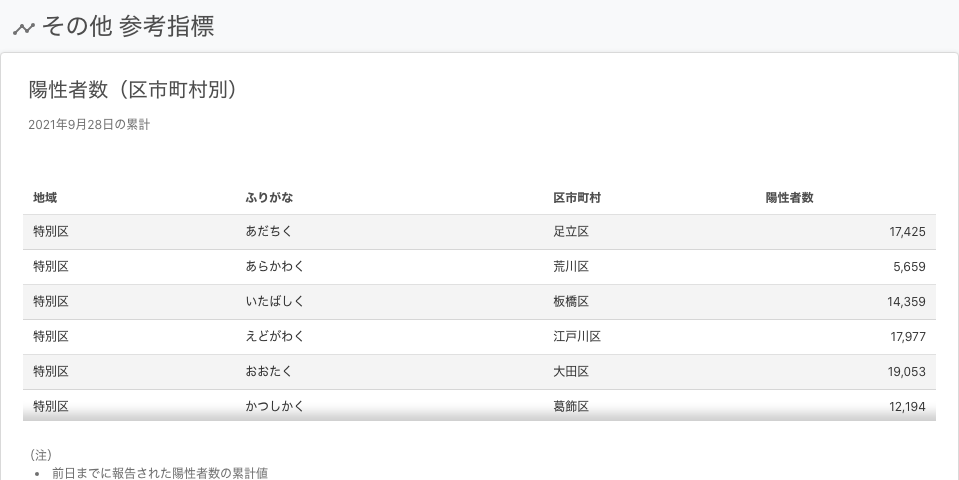 その他 参考指標
陽性者数（区市町村別）
2021年9月28日の累計
地域 ふりがな 区市町村 陽性者数
特別区 あだちく 足立区 17,425
特別区 あらかわく 荒川区 5,659
特別区 いたばしく 板橋区 14,359
特別区 えどがわく 江戸川区 17,977
特別区 おおたく 大田区 19,053
特別区 かつしかく 葛飾区 12,194
（注）
• 前日までに報告された陽性者数の累計値